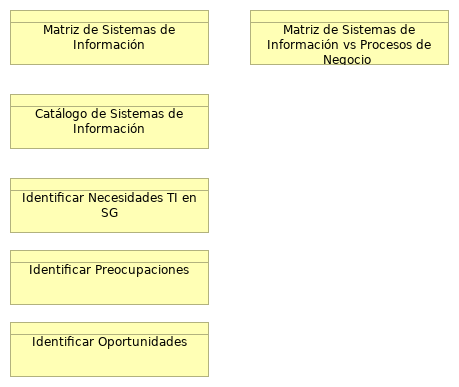 Matriz de Sistemas de
Información
Matriz de Sistemas de
Información vs Procesos de
Negocio
Catálogo de Sistemas de
Información
Identificar Necesidades TI en
SG
Identificar Preocupaciones
Identificar Oportunidades